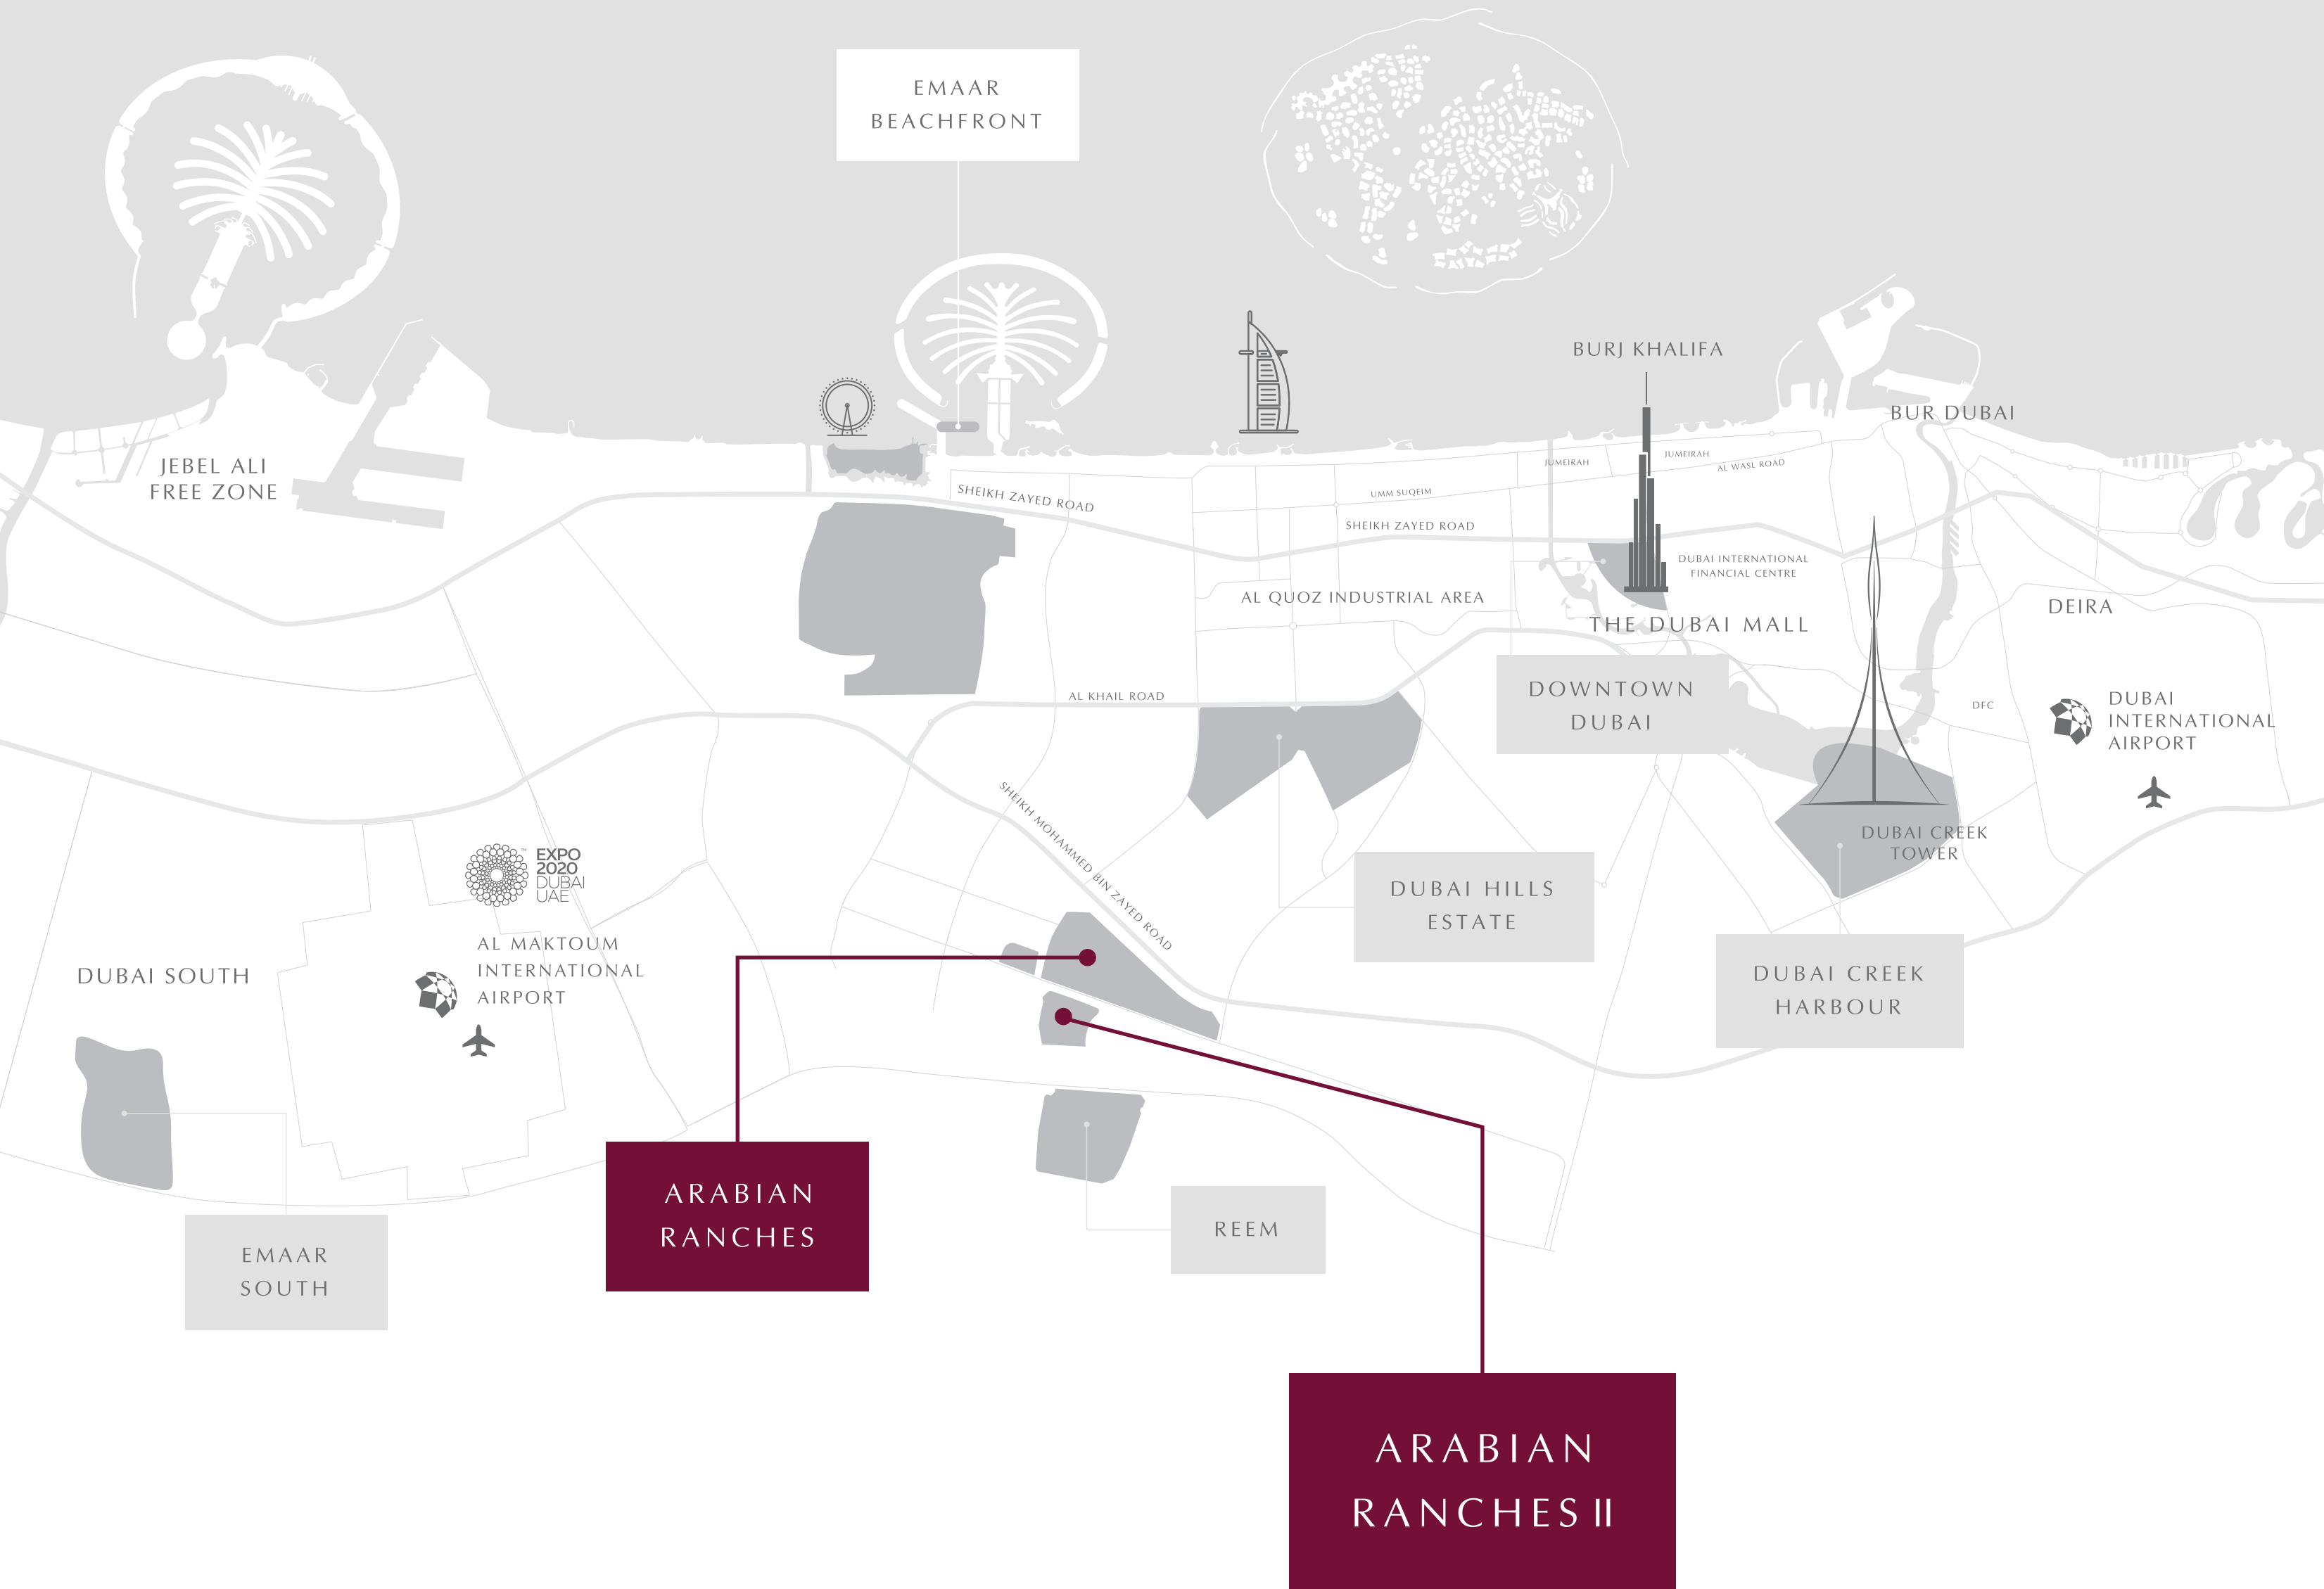 EMAAR
BEACHFRONT
BURJ KHALIFA
BUR DUBAI
JEBEL ALI
FREE ZONE
SHEIKH ZAYED ROAD
JUMEIRAH
JUMEIRAH
AL WASL ROAD
UMM SUQEIM
SHEIKH ZAYED ROAD
DUBAI INTERNATIONAL
FINANCIAL CENTRE
AL QUOZ INDUSTRIAL AREA
THE DUBAI MALL
DEIRA
DOWNTOWN
DUBAI
AL KHAIL ROAD
DFC
DUBAI
INTERNATIONAL
AIRPORT
SHEIKH MOHAMMED BIN ZAYED ROAD
DUBAI CREEK
TOWER
EXPO
2020
DUBAI
UAE
™
DUBAI HILLS
ESTATE
AL MAKTOUM
INTERNATIONAL
AIRPORT
DUBAI SOUTH
DUBAI CREEK
HARBOUR
ARABIAN
RANCHES
REEM
EMAAR
SOUTH
ARABIAN
RANCHES II